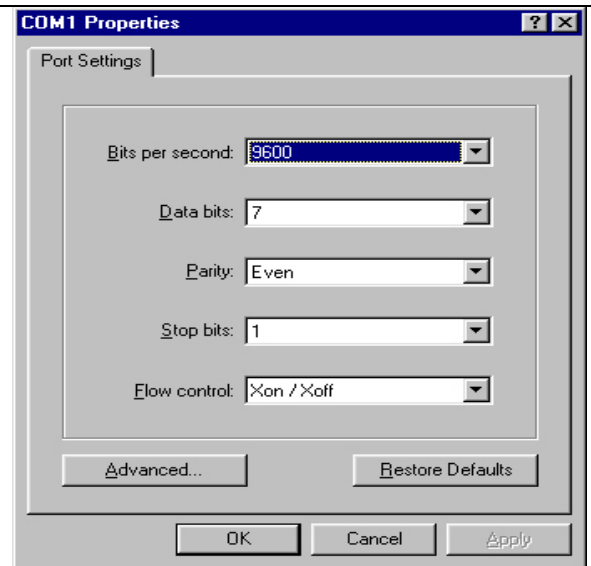 COM1 Properties
Port Settings
Bits per second: 9600
Data bits: 7
Parity: Even
Stop bits: 1
Flow control: Xon / Xoff
Advanced... Restore Defaults
OK Cancel Apply